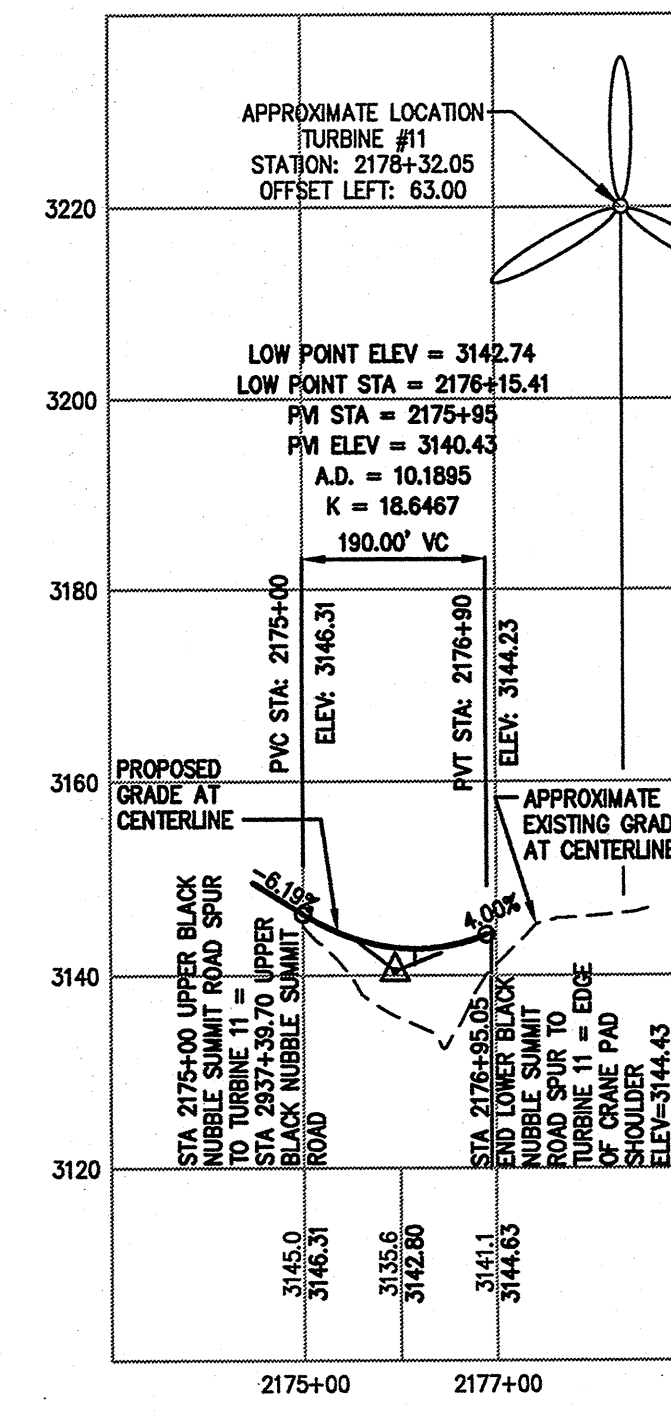 APPROXIMATE LOCATION
TURBINE #11
STATION: 2178+32.05
OFFSET LEFT: 63.00
3220
LOW POINT ELEV = 3142.74
LOW POINT STA = 2176+15.41
3200
PVI STA = 2175+95
PVI ELEV = 3140.43
A.D. = 10.1895
K = 18.6467
190.00' VC
3180
PVC STA: 2175+00
ELEV: 3146.31
PVT STA: 2176+90
ELEV: 3144.23
3160
PROPOSED
GRADE AT
CENTERLINE
APPROXIMATE
EXISTING GRAD
AT CENTERLINE
-6.19%
4.00%
3140
STA 2175+00 UPPER BLACK
NUBBLE SUMMIT ROAD SPUR
TO TURBINE 11 =
STA 2937+39.70 UPPER
BLACK NUBBLE SUMMIT
ROAD
STA 2176+95.05
END LOWER BLACK
NUBBLE SUMMIT
ROAD SPUR TO
TURBINE 11 = EDGE
OF CRANE PAD
SHOULDER
ELEV=3144.43
3120
3145.0
3146.31
3135.6
3142.80
3141.1
3144.63
2175+00
2177+00